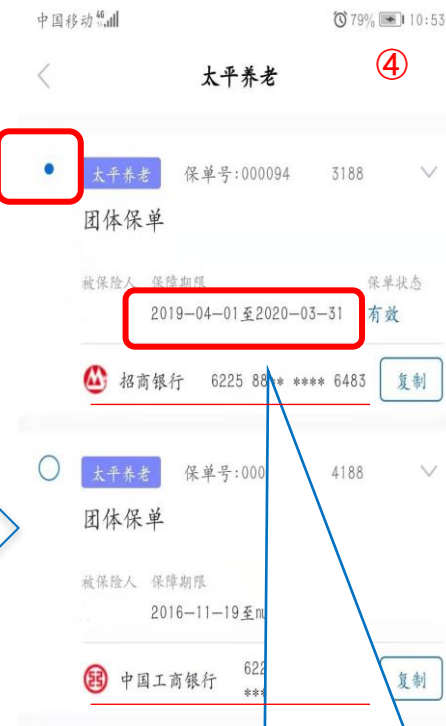 中国移动 79% 10:53
太平养老 ④
太平养老 保单号:000094 3188
团体保单
被保险人 保障期限 保单状态
2019-04-01至2020-03-31 有效
招商银行 6225 88** **** 6483 复制
太平养老 保单号:000 4188
团体保单
被保险人 保障期限
2016-11-19至nu
中国工商银行 622 复制
***